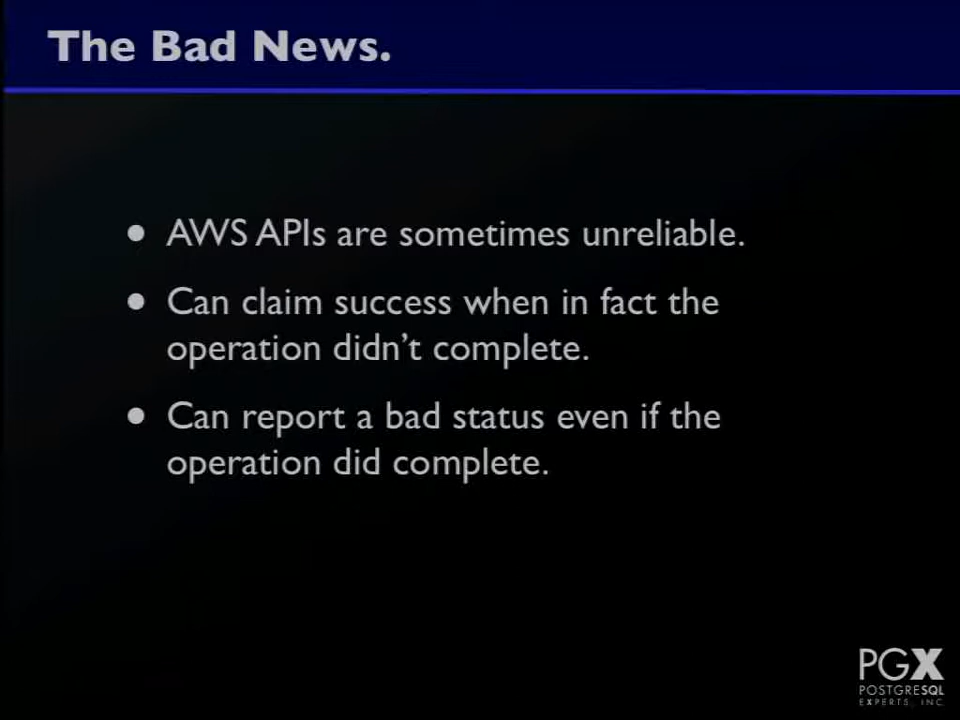 The Bad News.
• AWS APIs are sometimes unreliable.
• Can claim success when in fact the
operation didn’t complete.
• Can report a bad status even if the
operation did complete.
PGX
POSTGRESQL
EXPERTS, INC